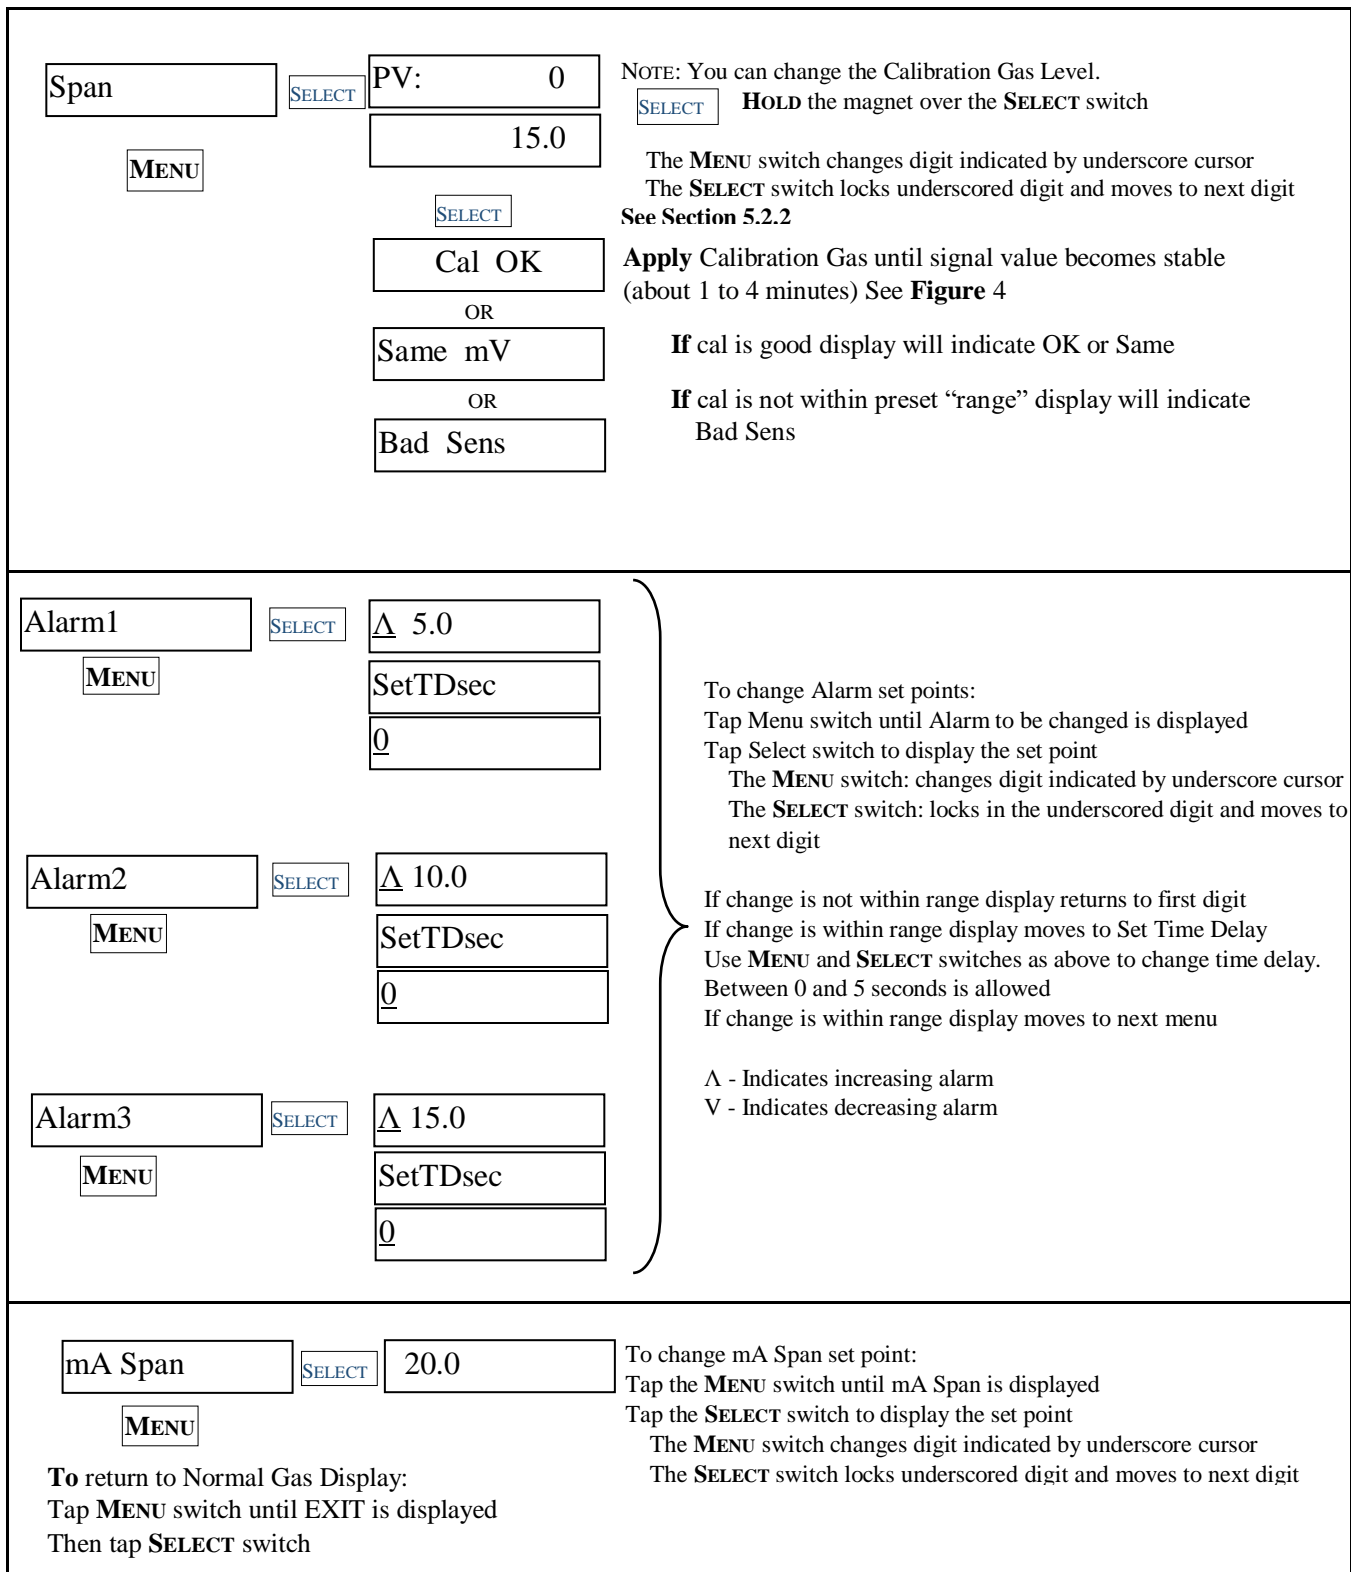 Span SELECT PV: 0
15.0
MENU
SELECT
Cal OK
OR
Same mV
OR
Bad Sens
NOTE: You can change the Calibration Gas Level.
SELECT HOLD the magnet over the SELECT switch
The MENU switch changes digit indicated by underscore cursor
The SELECT switch locks underscored digit and moves to next digit
See Section 5.2.2
Apply Calibration Gas until signal value becomes stable
(about 1 to 4 minutes) See Figure 4
If cal is good display will indicate OK or Same
If cal is not within preset “range” display will indicate
Bad Sens
Alarm1 SELECT Λ 5.0
MENU
SetTDsec
0
Alarm2 SELECT Λ 10.0
MENU
SetTDsec
0
Alarm3 SELECT Λ 15.0
MENU
SetTDsec
0
To change Alarm set points:
Tap Menu switch until Alarm to be changed is displayed
Tap Select switch to display the set point
The MENU switch: changes digit indicated by underscore cursor
The SELECT switch: locks in the underscored digit and moves to
next digit
If change is not within range display returns to first digit
If change is within range display moves to Set Time Delay
Use MENU and SELECT switches as above to change time delay.
Between 0 and 5 seconds is allowed
If change is within range display moves to next menu
Λ - Indicates increasing alarm
V - Indicates decreasing alarm
mA Span SELECT 20.0
MENU
To return to Normal Gas Display:
Tap MENU switch until EXIT is displayed
Then tap SELECT switch
To change mA Span set point:
Tap the MENU switch until mA Span is displayed
Tap the SELECT switch to display the set point
The MENU switch changes digit indicated by underscore cursor
The SELECT switch locks underscored digit and moves to next digit